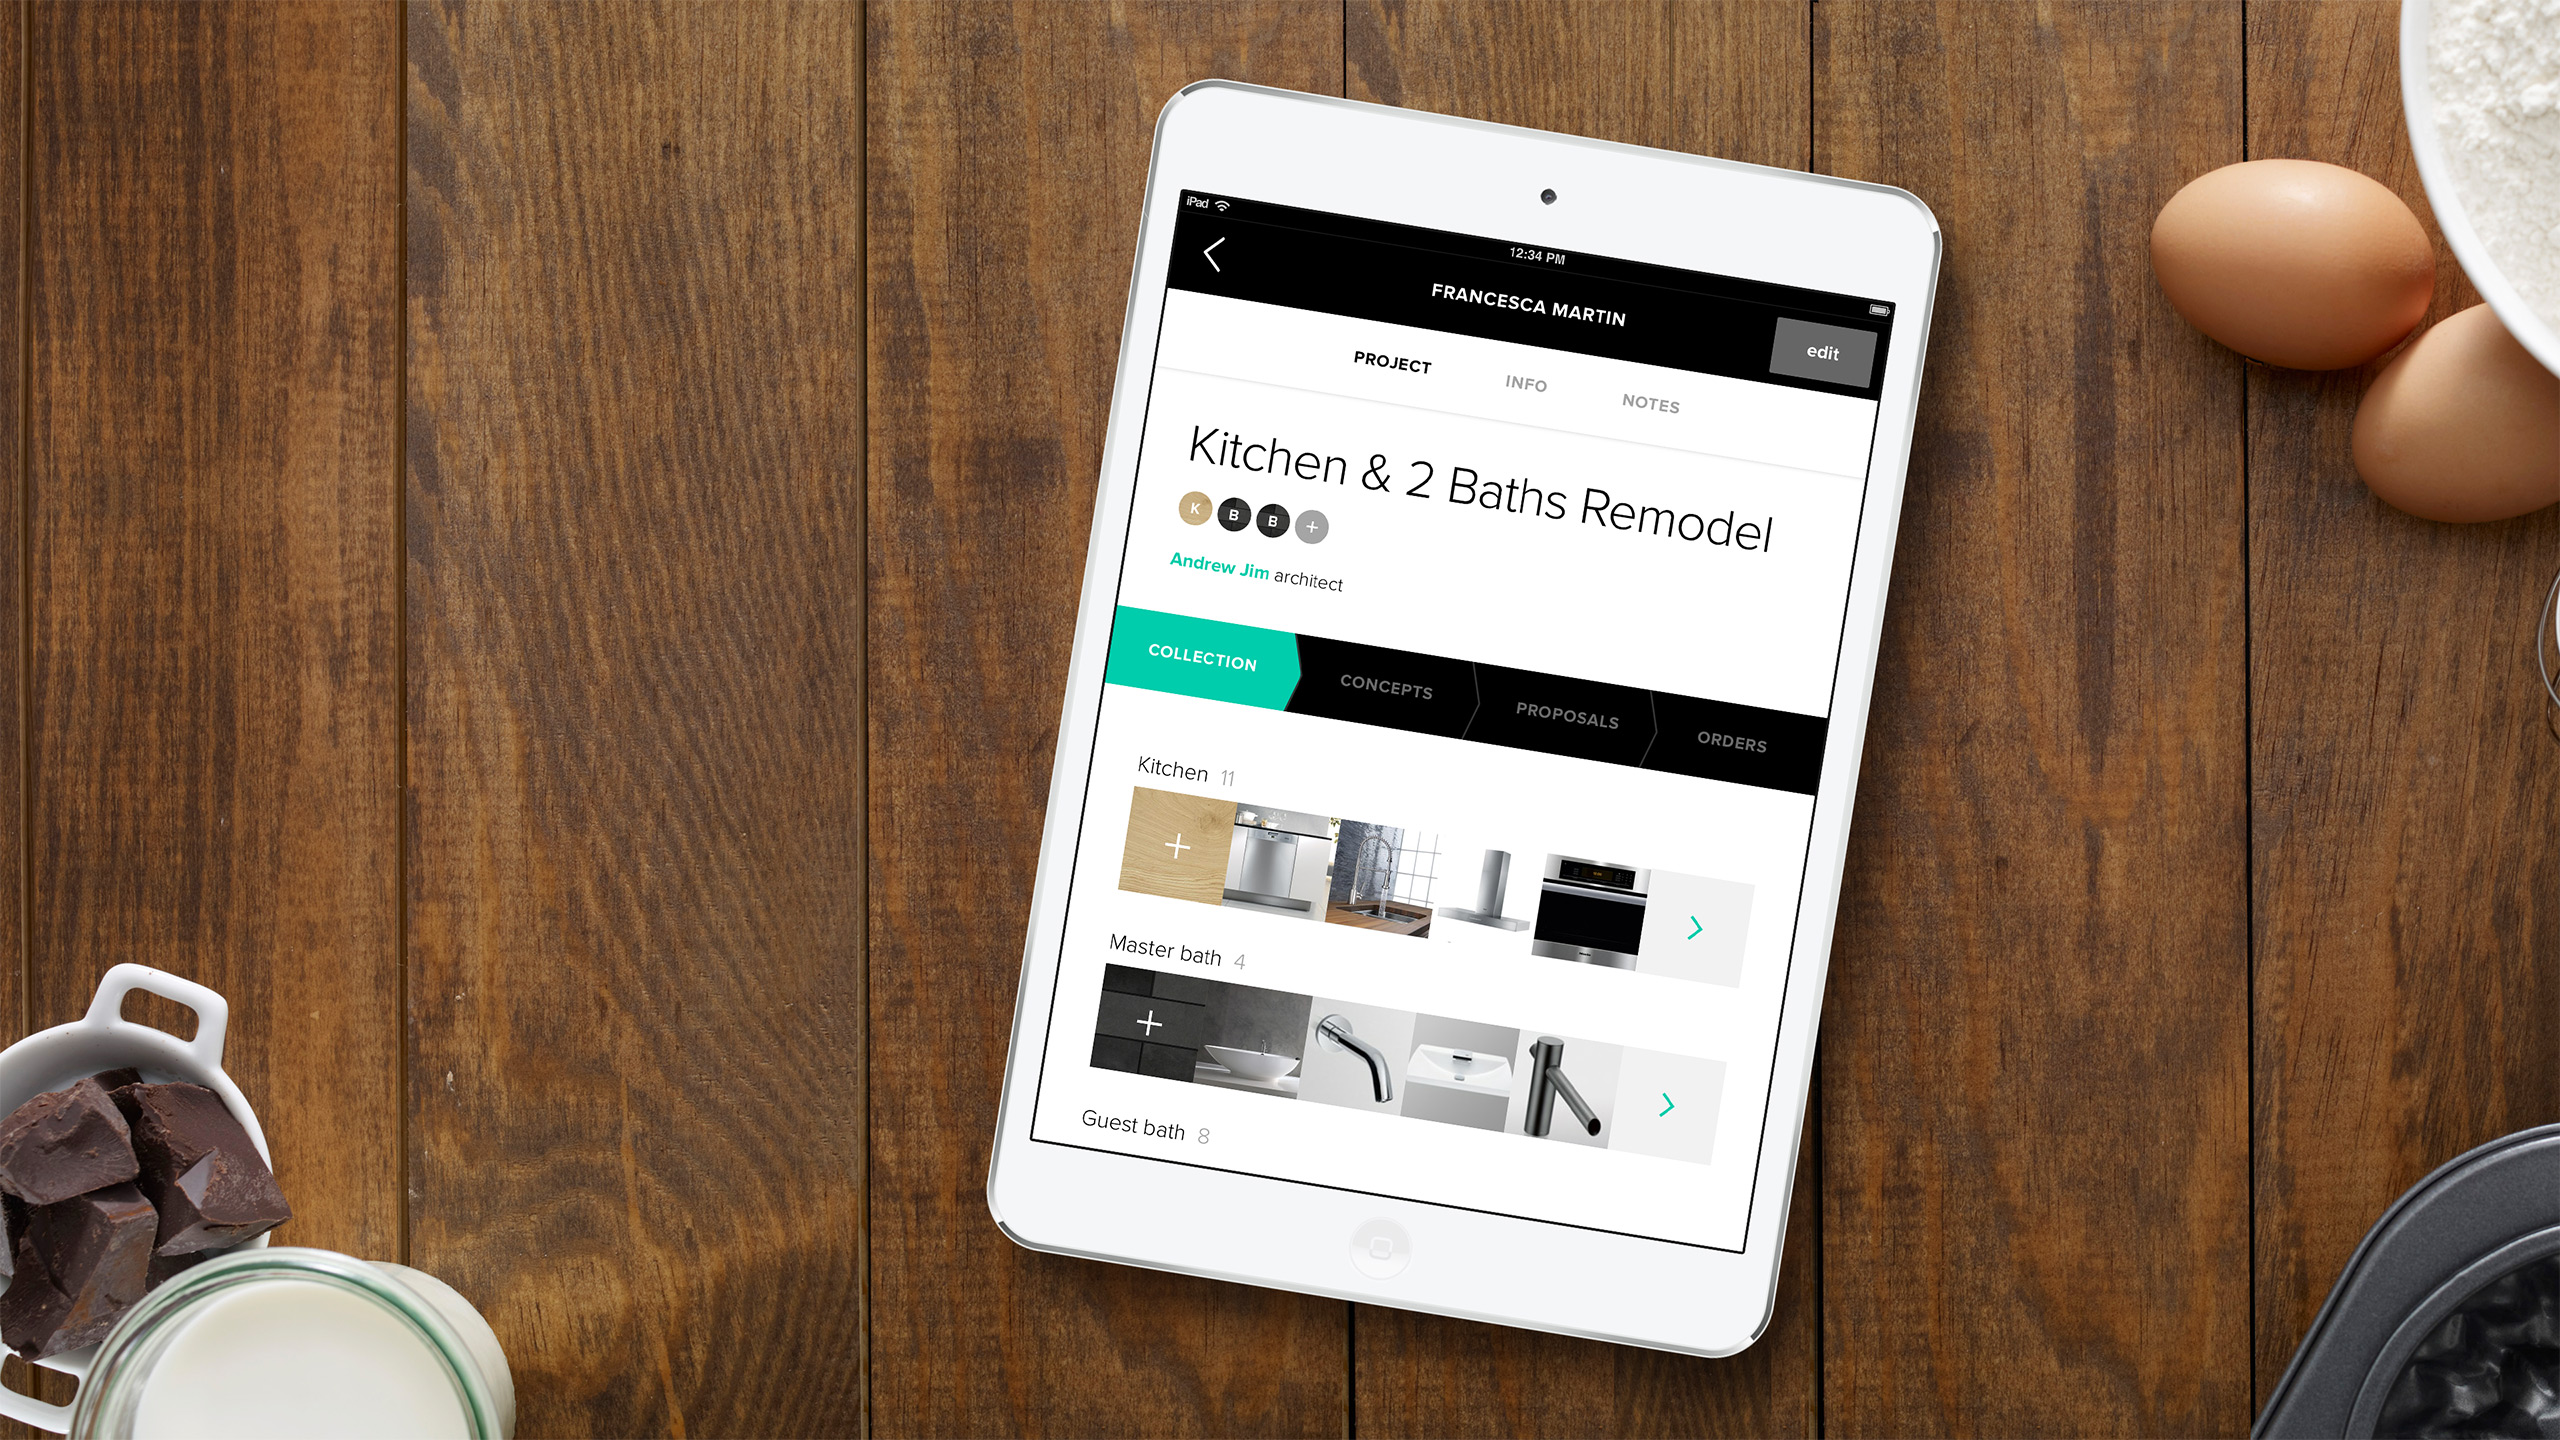 iPad
12:34 PM
FRANCESCA MARTIN
edit
PROJECT INFO NOTES
Kitchen & 2 Baths Remodel
K B B +
Andrew Jim architect
COLLECTION CONCEPTS PROPOSALS ORDERS
Kitchen 11
Master bath 4
Guest bath 8